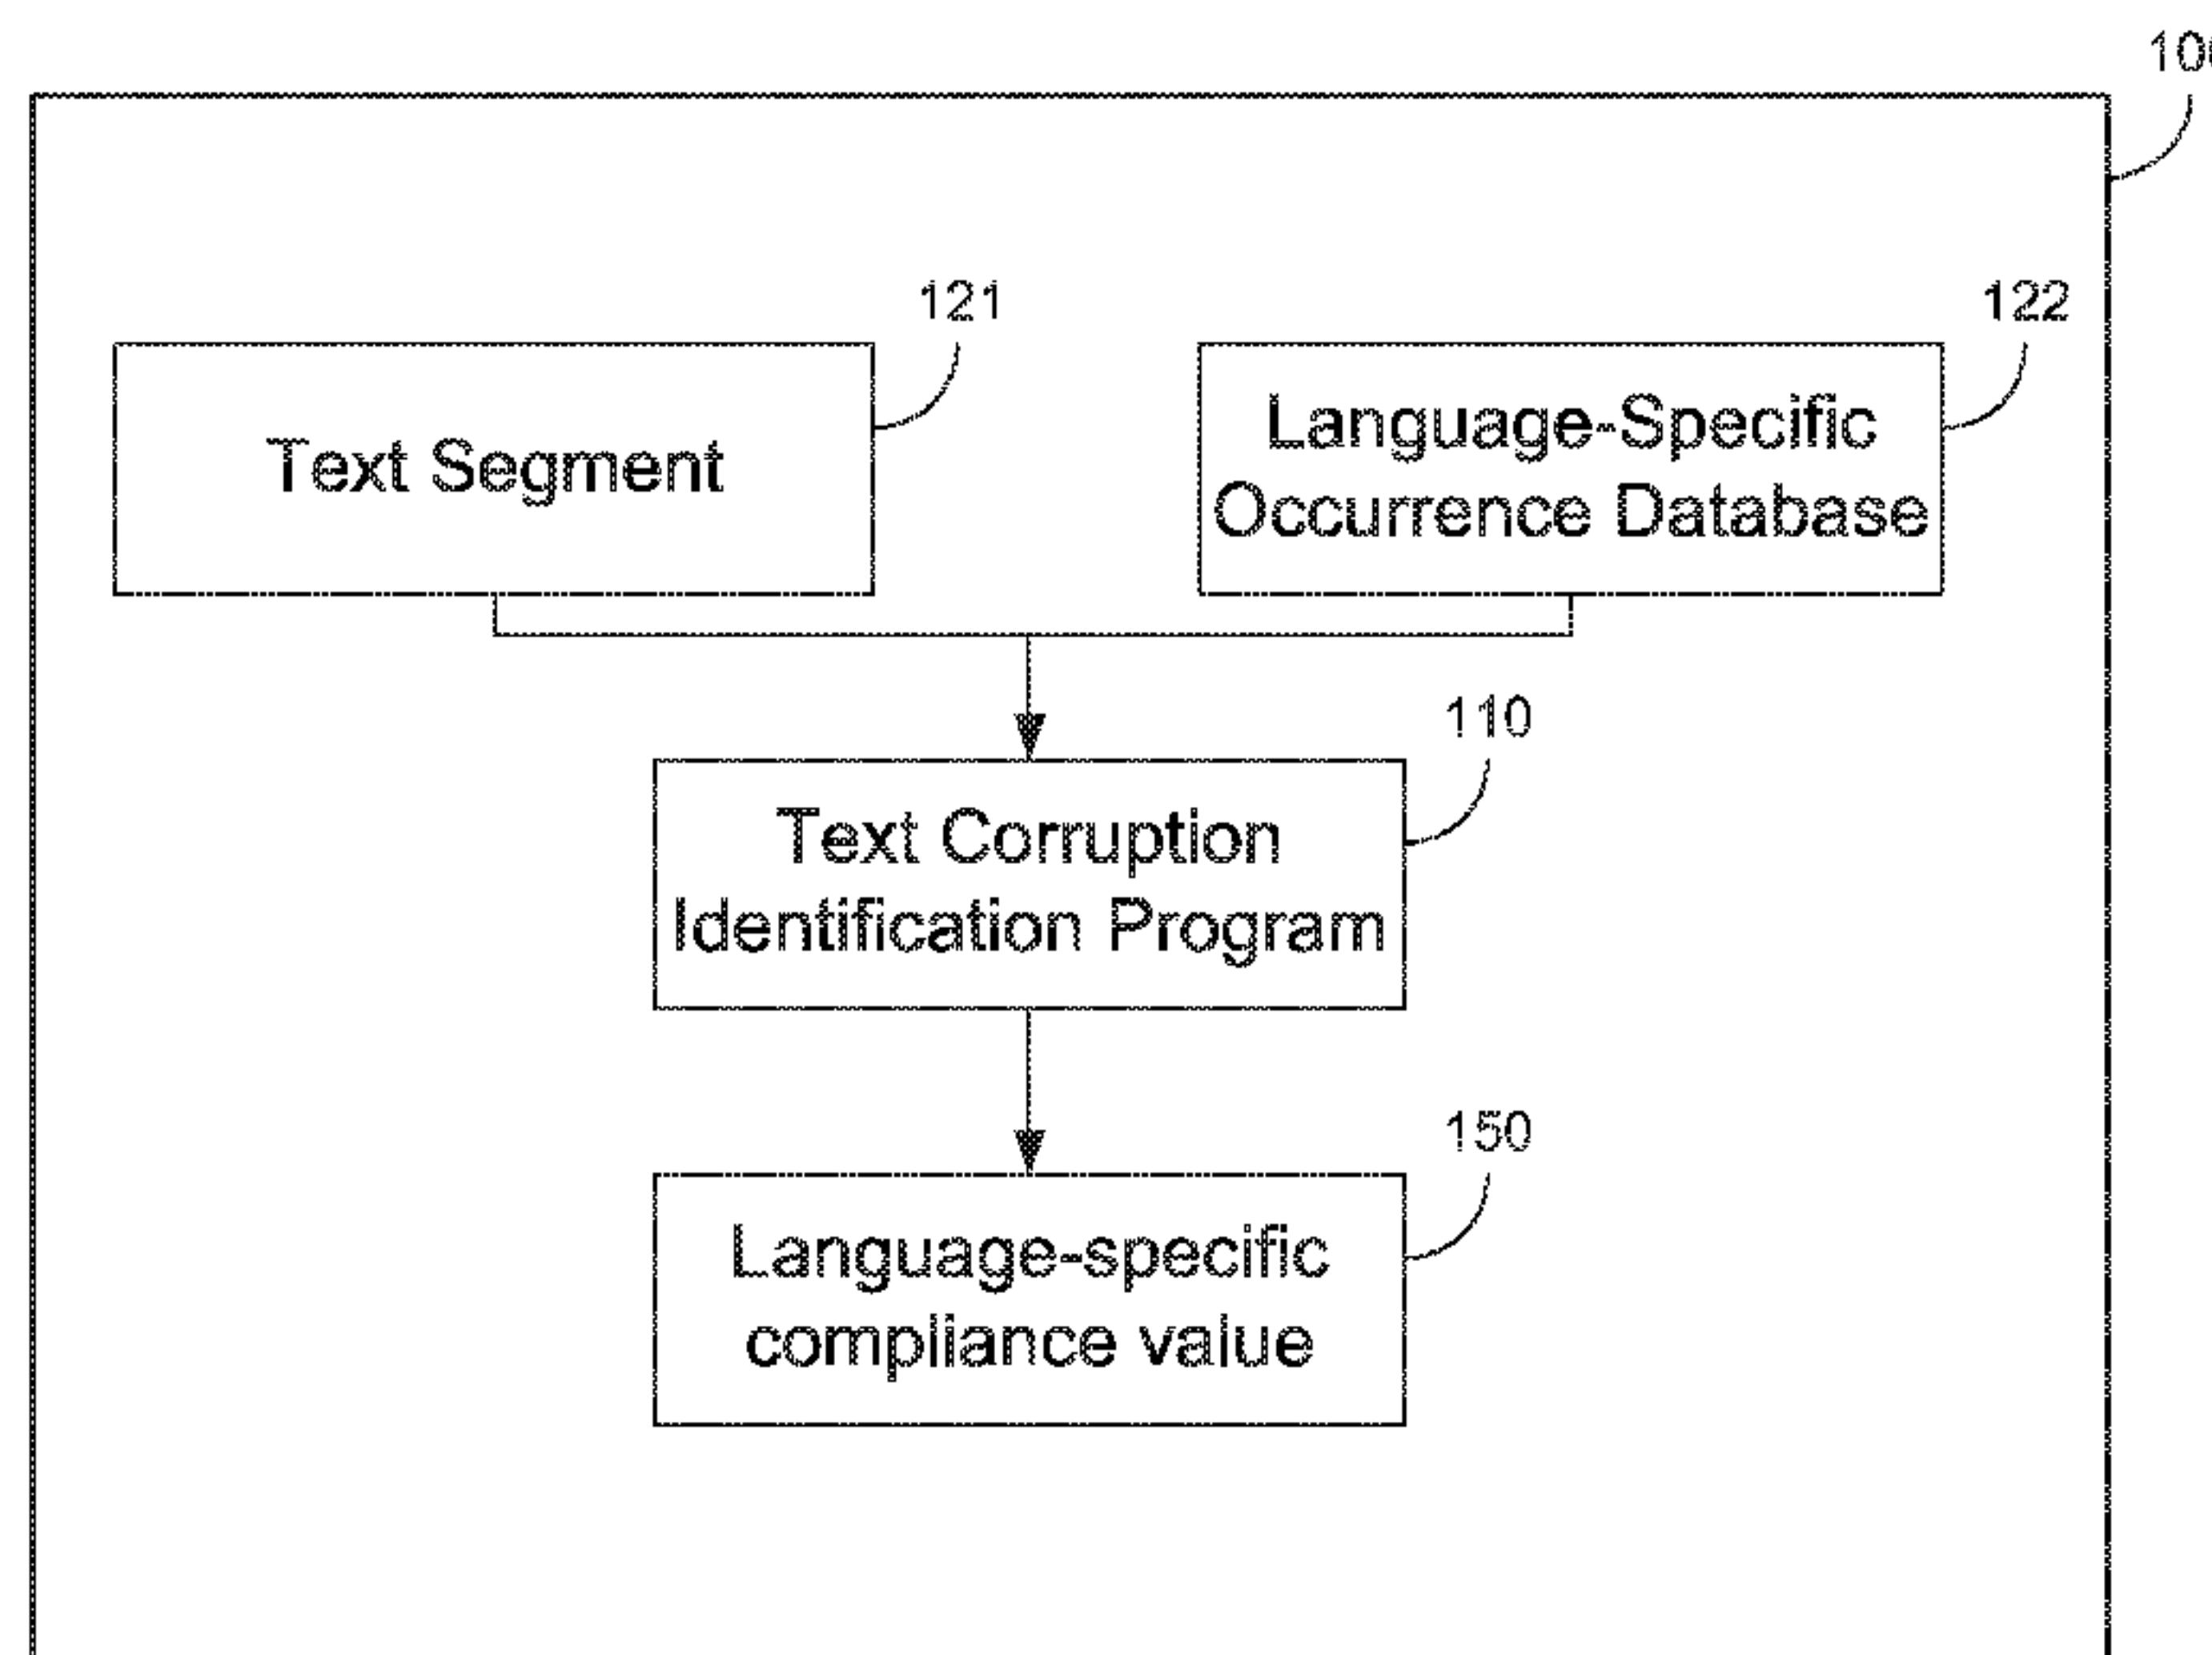 121
122
Text Segment
Language-Specific
Occurrence Database
110
Text Corruption
Identification Program
150
Language-specific
compliance value